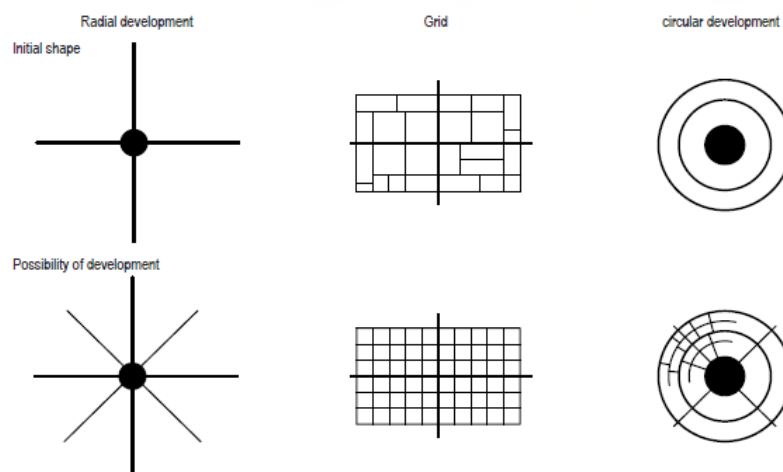 Radial development
Grid
circular development
Initial shape
Possibility of development